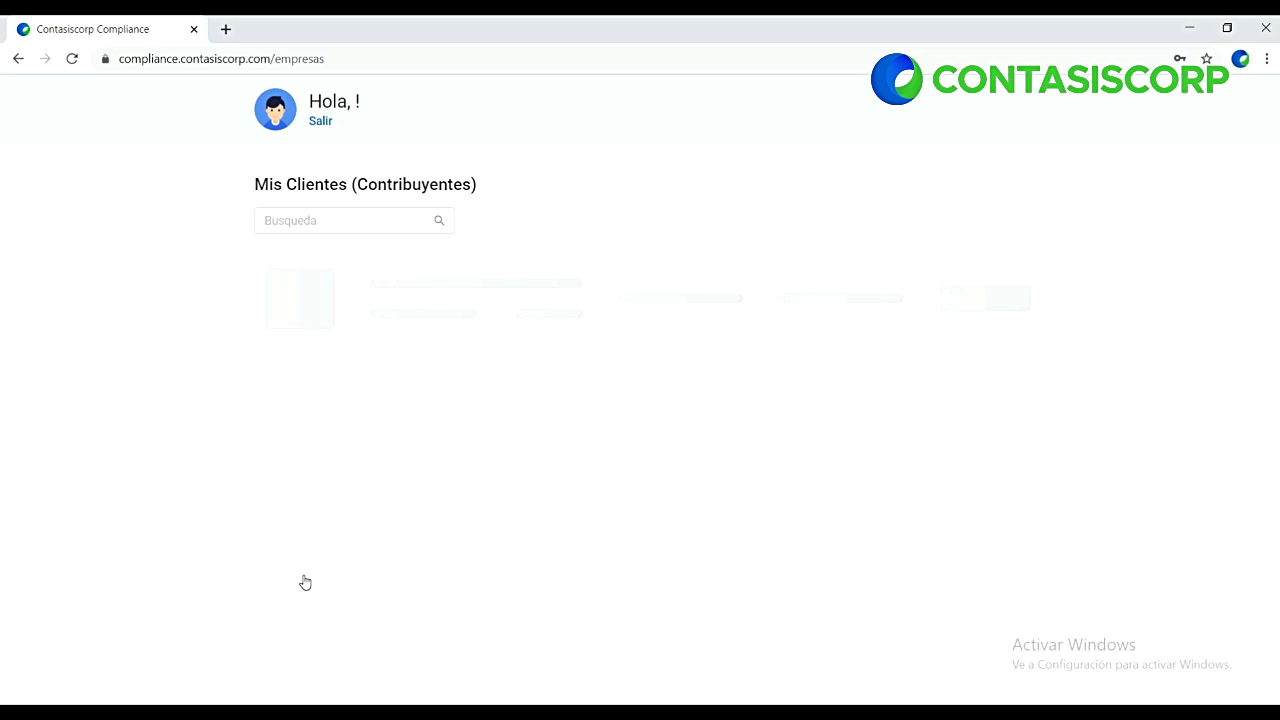 Contasiscorp Compliance
compliance.contasiscorp.com/empresas
CONTASISCORP
Hola, !
Salir
Mis Clientes (Contribuyentes)
Busqueda
Activar Windows
Ve a Configuración para activar Windows.